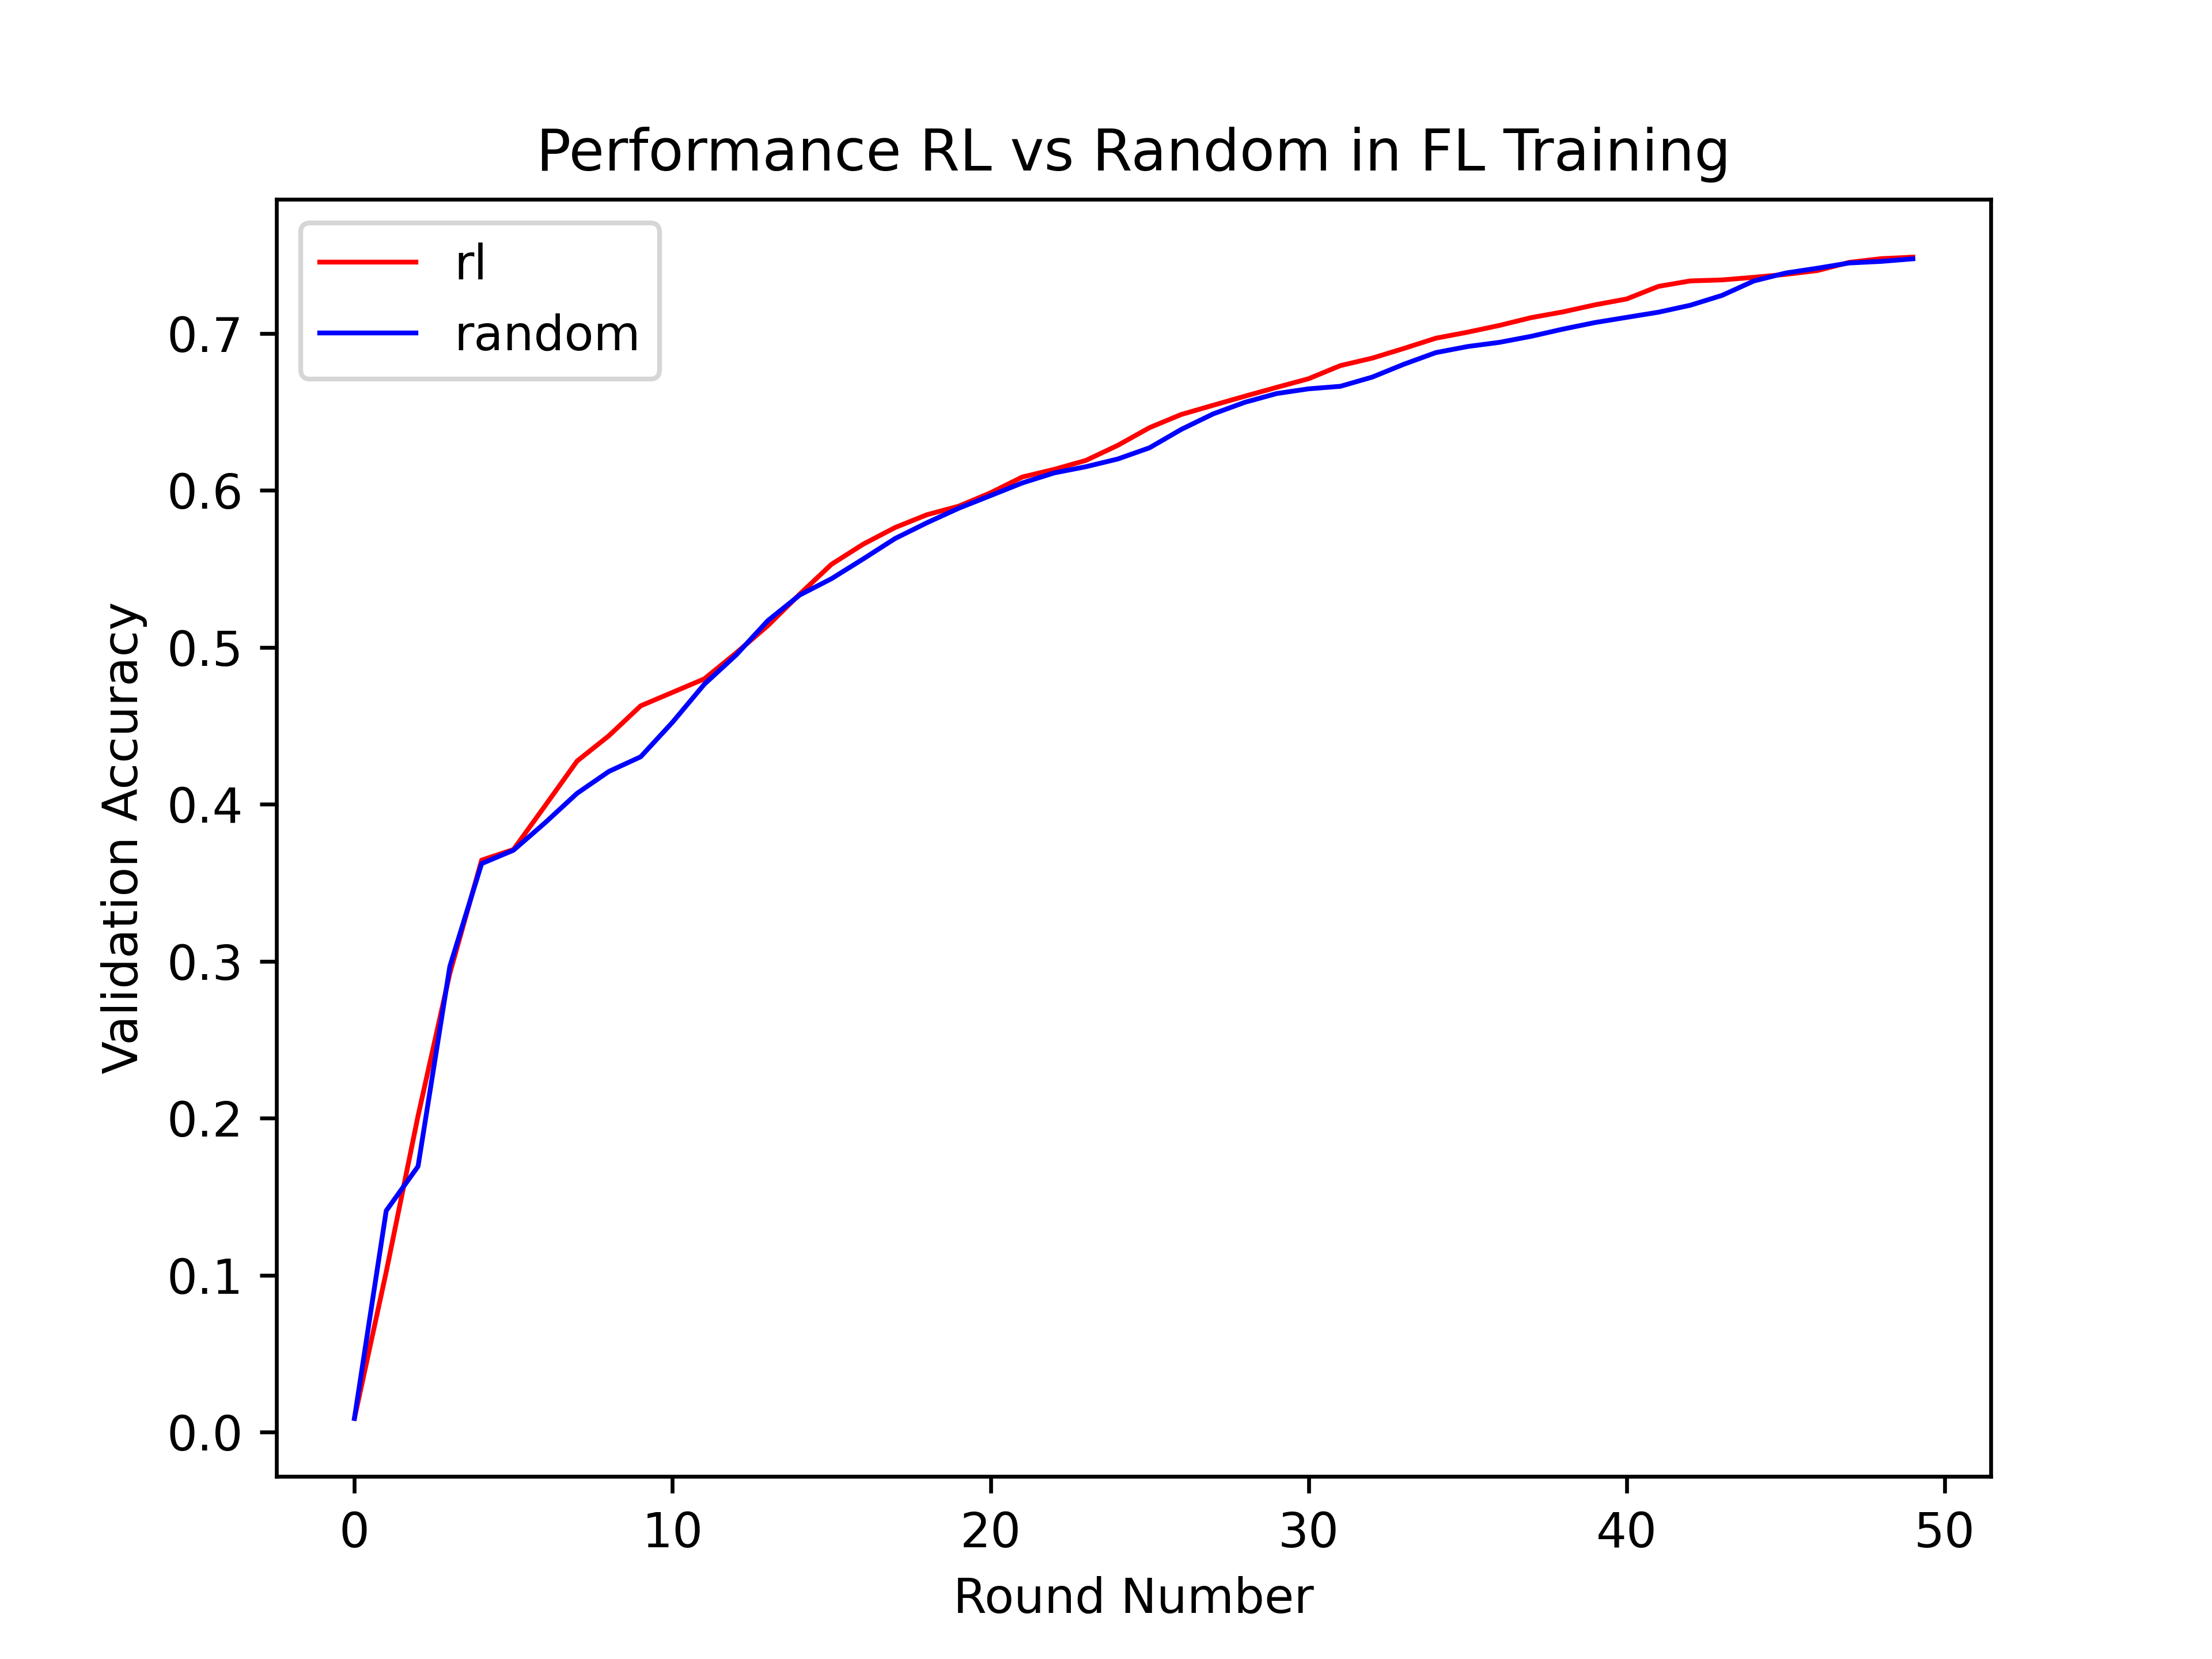 Performance RL vs Random in FL Training
rl
random
Validation Accuracy
0.7
0.6
0.5
0.4
0.3
0.2
0.1
0.0
0 10 20 30 40 50
Round Number